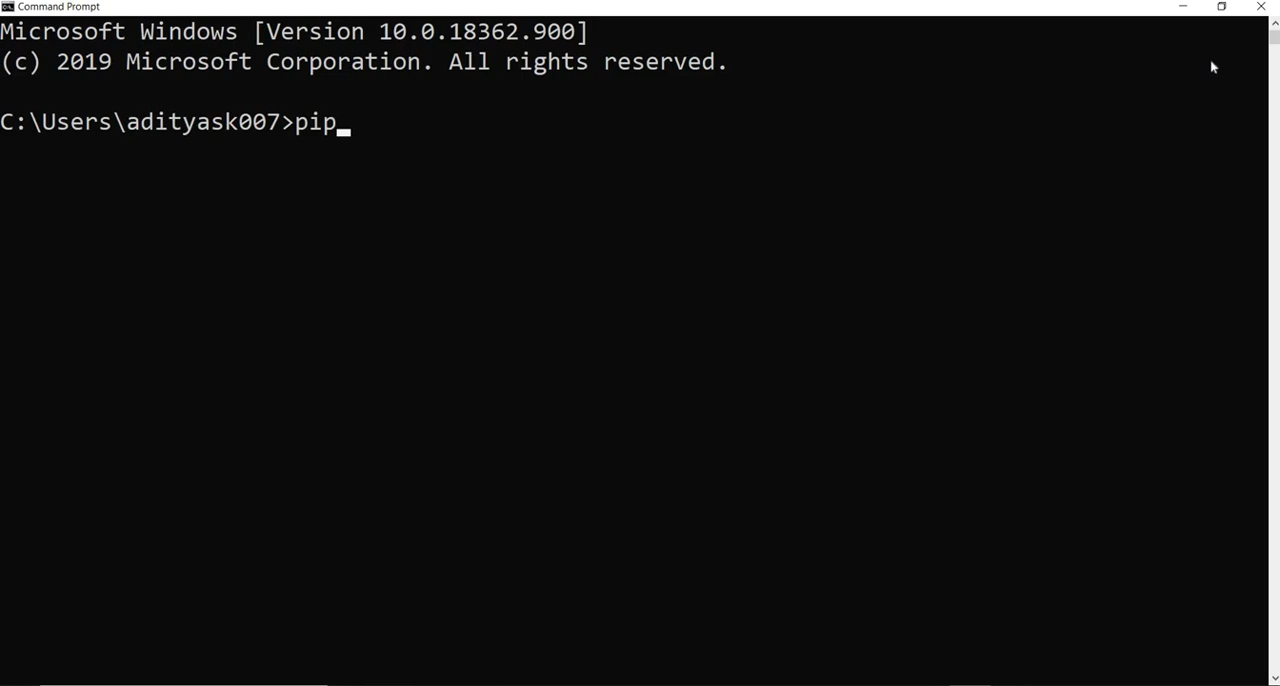 Command Prompt
Microsoft Windows [Version 10.0.18362.900]
(c) 2019 Microsoft Corporation. All rights reserved.
C:\Users\adityask007>pip